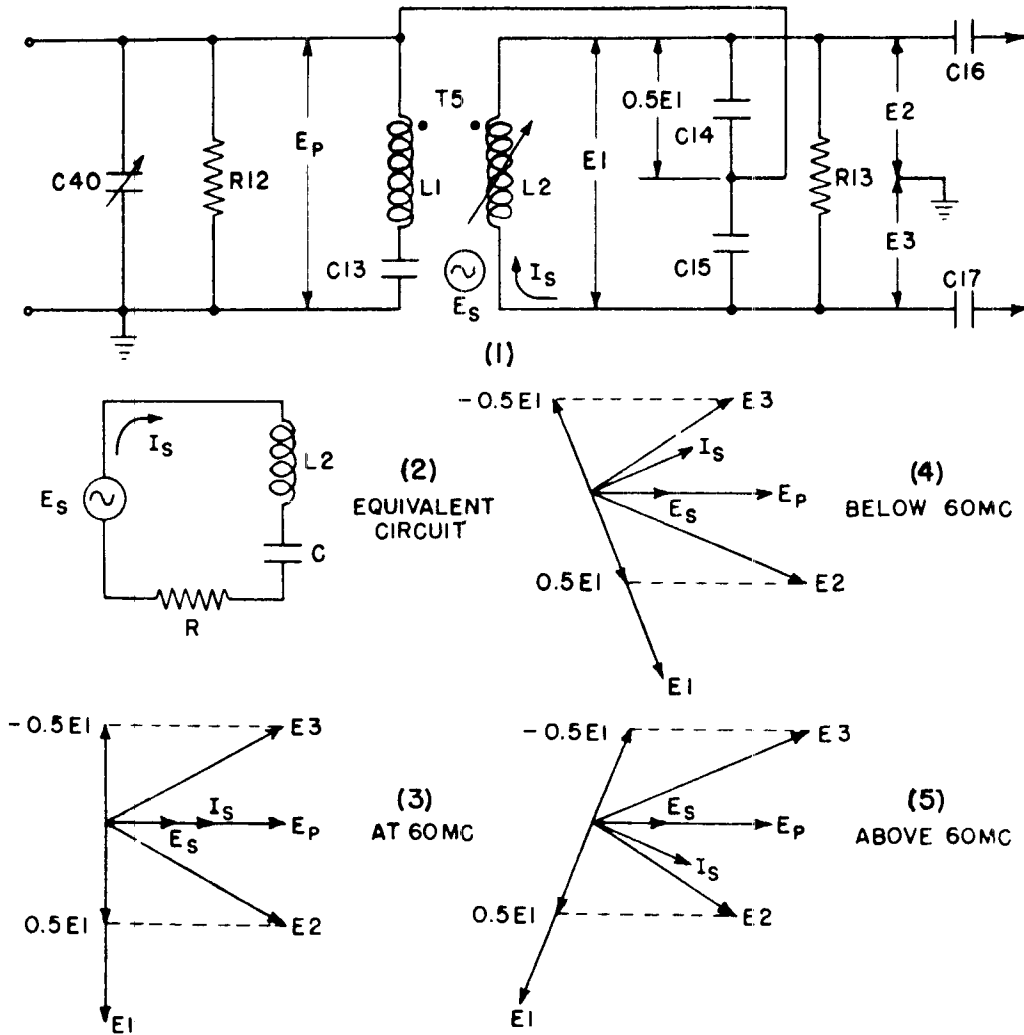 C40
R12
Ep
L1
C13
T5
L2
Es
Is
E1
0.5E1
C14
C15
R13
E2
E3
C16
C17
(1)
Is
Es
L2
C
R
(2)
EQUIVALENT
CIRCUIT
-0.5E1
E3
Is
Ep
Es
0.5E1
E2
E1
(4)
BELOW 60MC
-0.5E1
E3
Is
Es
Ep
0.5E1
E2
E1
(3)
AT 60MC
-0.5E1
E3
Es
Ep
Is
0.5E1
E2
E1
(5)
ABOVE 60MC